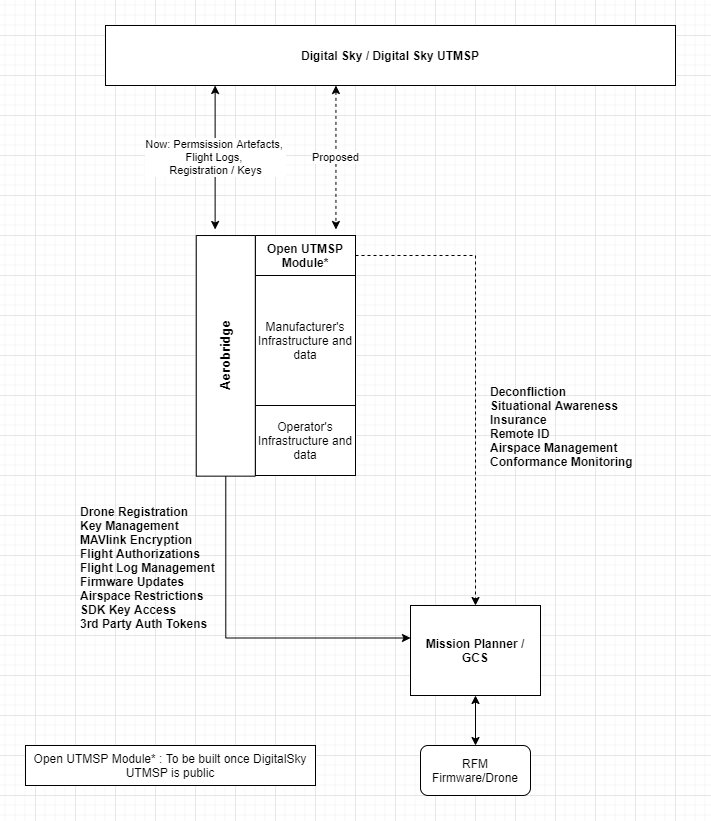 Digital Sky / Digital Sky UTMSP
Now: Permsission Artefacts,
Flight Logs,
Registration / Keys
Proposed
Aerobridge
Open UTMSP
Module*
Manufacturer's
Infrastructure and
data
Operator's
Infrastructure and
data
Deconfliction
Situational Awareness
Insurance
Remote ID
Airspace Management
Conformance Monitoring
Drone Registration
Key Management
MAVlink Encryption
Flight Authorizations
Flight Log Management
Firmware Updates
Airspace Restrictions
SDK Key Access
3rd Party Auth Tokens
Mission Planner /
GCS
RFM
Firmware/Drone
Open UTMSP Module* : To be built once DigitalSky
UTMSP is public